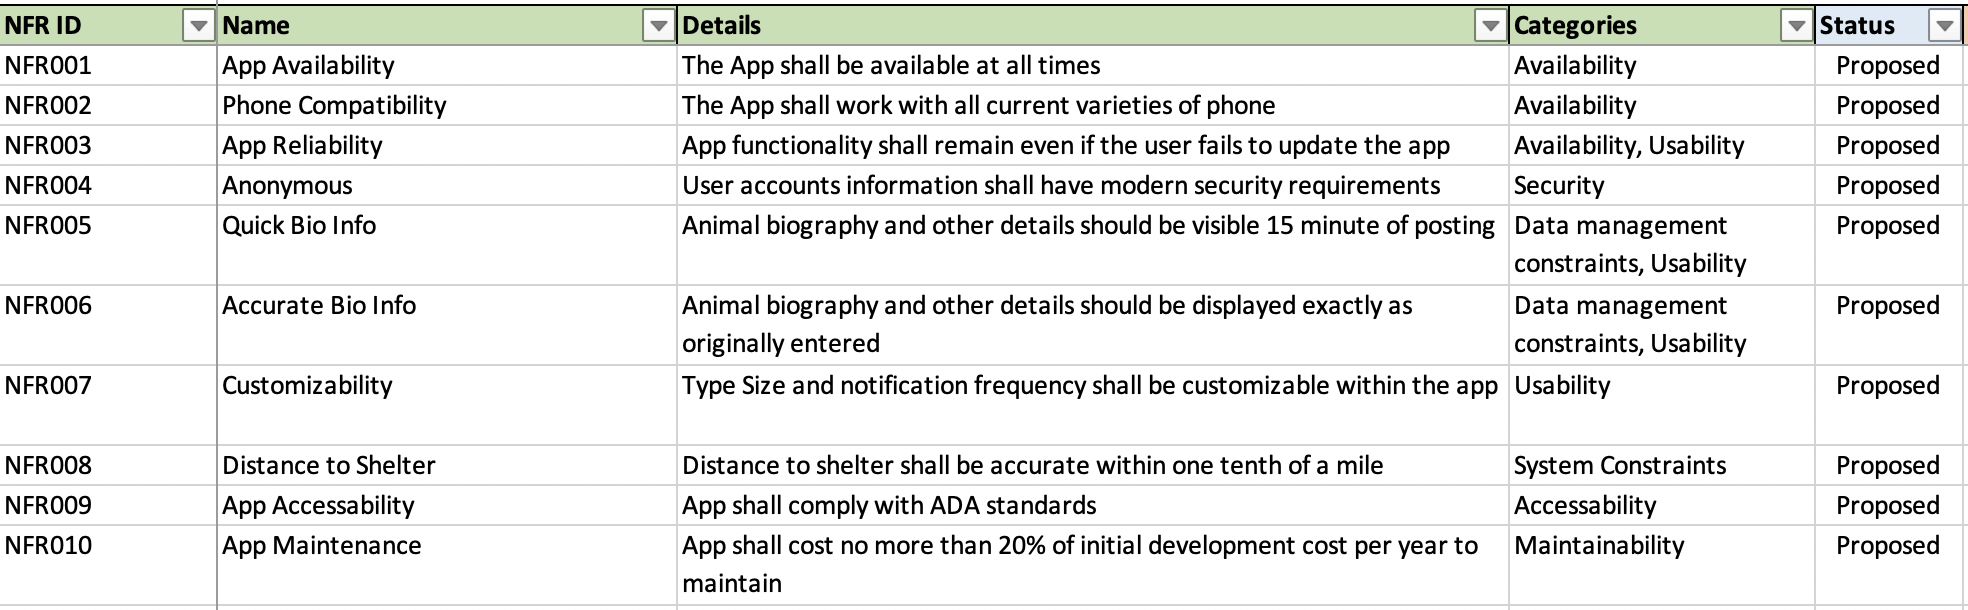 NFR ID Name Details Categories Status
NFR001 App Availability The App shall be available at all times Availability Proposed
NFR002 Phone Compatibility The App shall work with all current varieties of phone Availability Proposed
NFR003 App Reliability App functionality shall remain even if the user fails to update the app Availability, Usability Proposed
NFR004 Anonymous User accounts information shall have modern security requirements Security Proposed
NFR005 Quick Bio Info Animal biography and other details should be visible 15 minute of posting Data management Proposed
constraints, Usability
NFR006 Accurate Bio Info Animal biography and other details should be displayed exactly as Data management Proposed
originally entered constraints, Usability
NFR007 Customizability Type Size and notification frequency shall be customizable within the app Usability Proposed
NFR008 Distance to Shelter Distance to shelter shall be accurate within one tenth of a mile System Constraints Proposed
NFR009 App Accessability App shall comply with ADA standards Accessability Proposed
NFR010 App Maintenance App shall cost no more than 20% of initial development cost per year to Maintainability Proposed
maintain